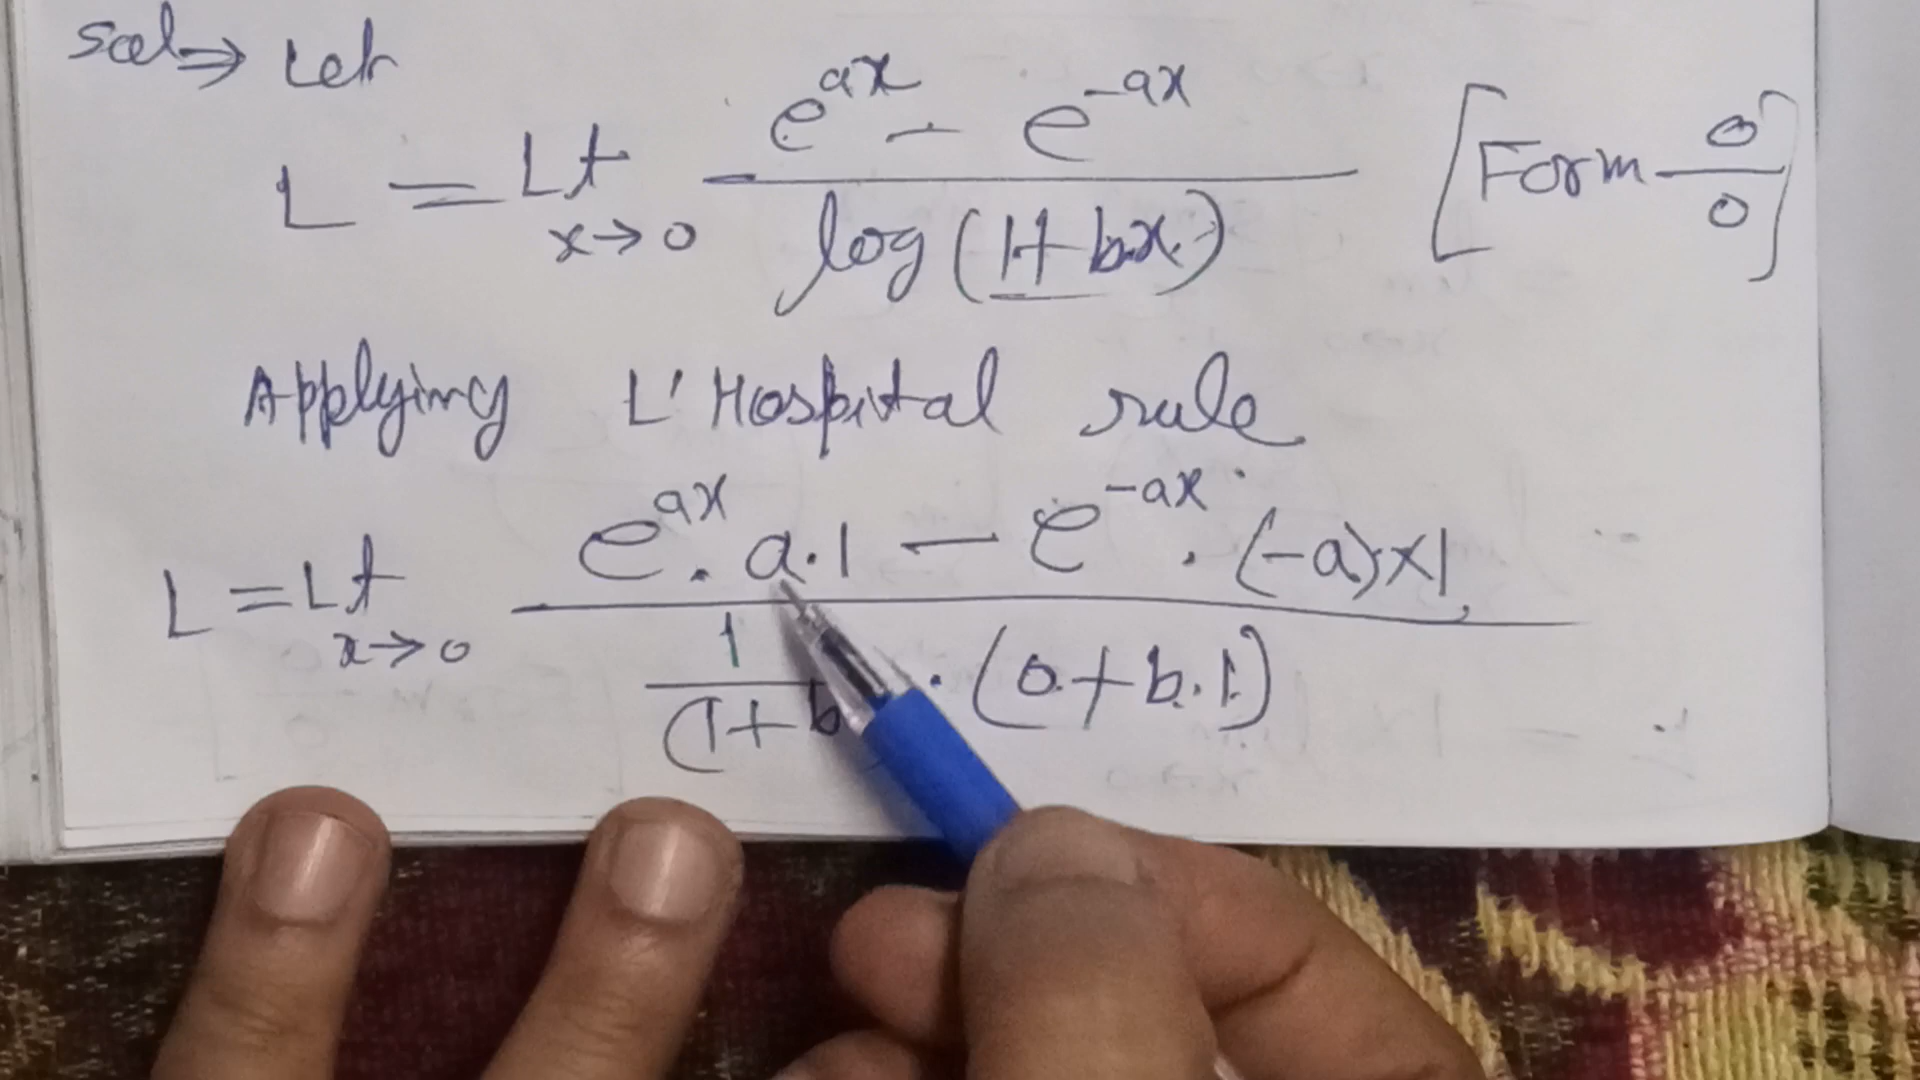 Sol ⇒ Let
L = Lt x→0 (e^ax − e^-ax) / log(1+bx) [Form 0/0]
Applying L'Hospital rule
L = Lt x→0 (e^ax . a.1 − e^-ax . (-a)×1) / (1/(1+b . (0+b.1))